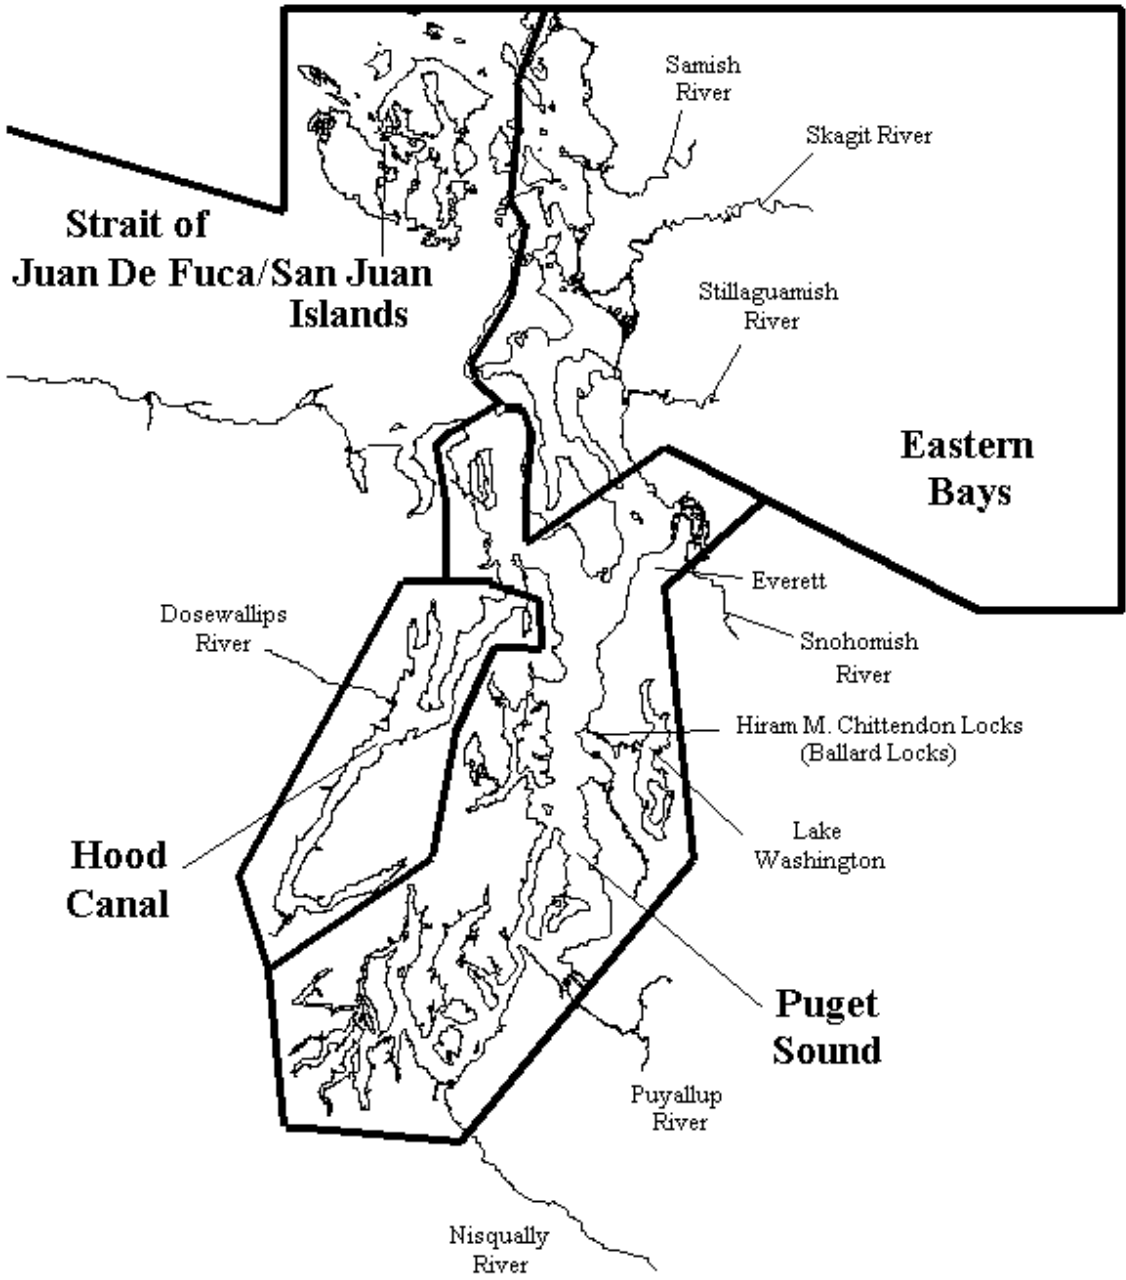 Samish
River
Skagit River
Strait of
Juan De Fuca/San Juan
Islands
Stillaguamish
River
Eastern
Bays
Everett
Dosewallips
River
Snohomish
River
Hiram M. Chittendon Locks
(Ballard Locks)
Lake
Washington
Hood
Canal
Puget
Sound
Puyallup
River
Nisqually
River